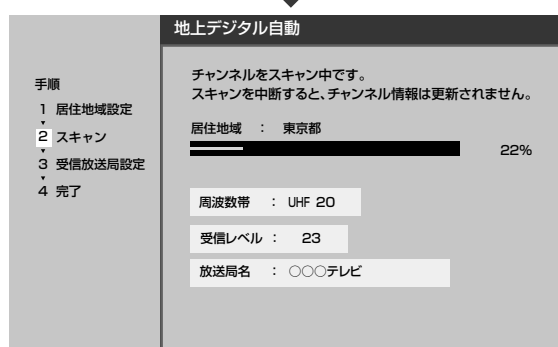 地上デジタル自動
手順
1 居住地域設定
2 スキャン
3 受信放送局設定
4 完了
チャンネルをスキャン中です。
スキャンを中断すると、チャンネル情報は更新されません。
居住地域 : 東京都
22%
周波数帯 : UHF 20
受信レベル : 23
放送局名 : ○○○テレビ